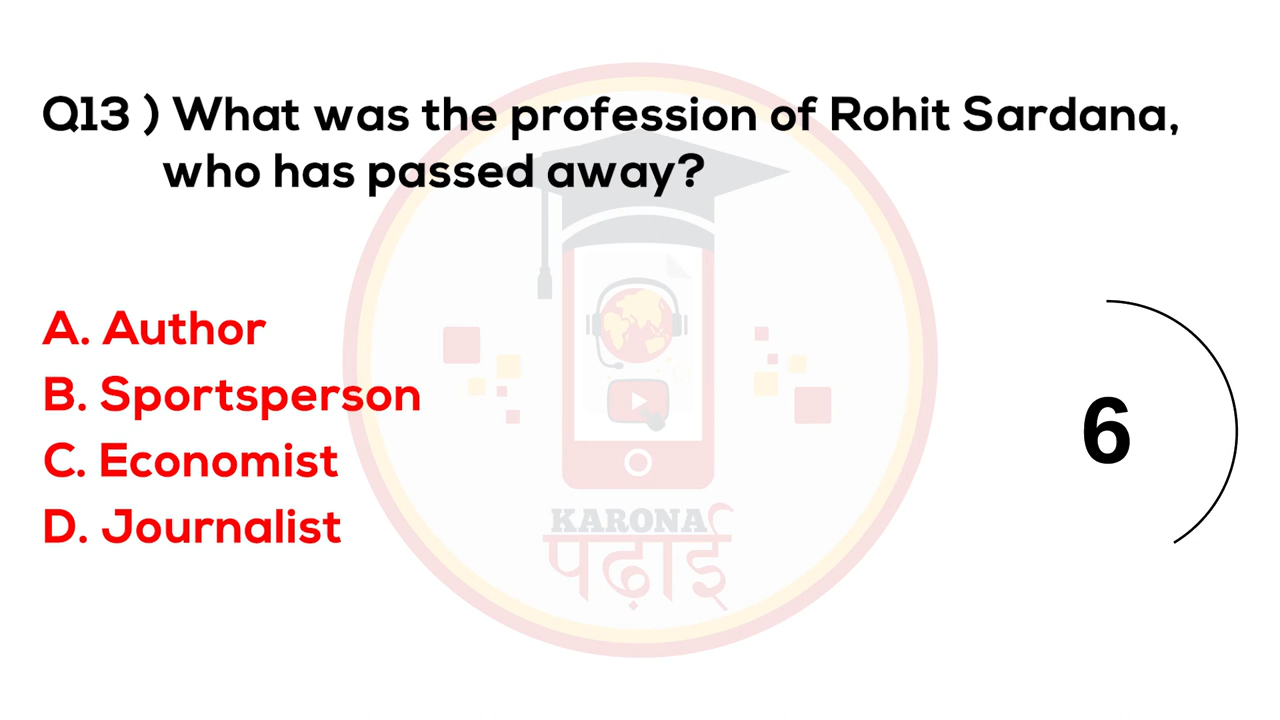 Q13 ) What was the profession of Rohit Sardana,
who has passed away?
A. Author
B. Sportsperson
C. Economist
D. Journalist
6
KARONA
पढ़ाई